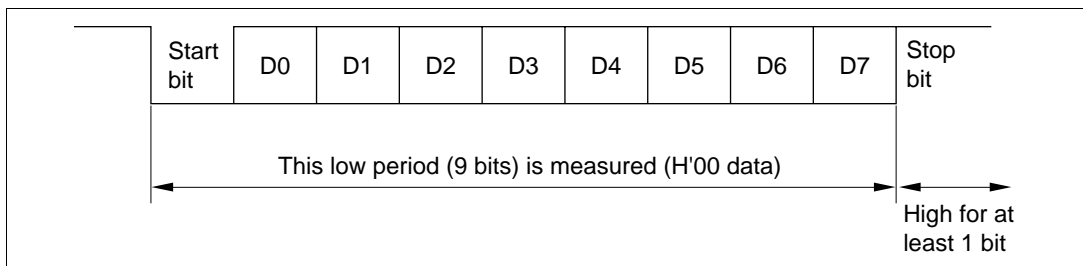 Start bit D0 D1 D2 D3 D4 D5 D6 D7 Stop bit
This low period (9 bits) is measured (H'00 data)
High for at
least 1 bit